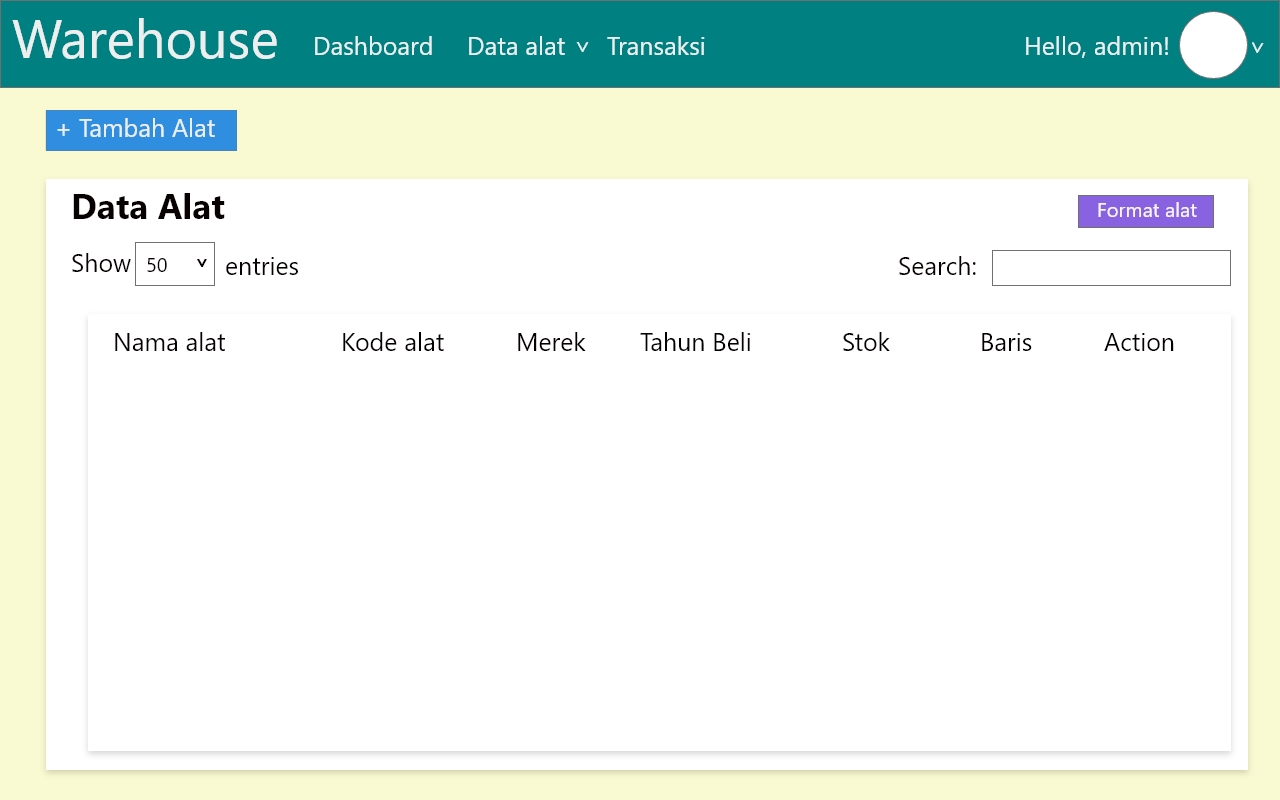 Warehouse Dashboard Data alat Transaksi Hello, admin!
+ Tambah Alat
Data Alat Format alat
Show 50 entries Search:
Nama alat Kode alat Merek Tahun Beli Stok Baris Action